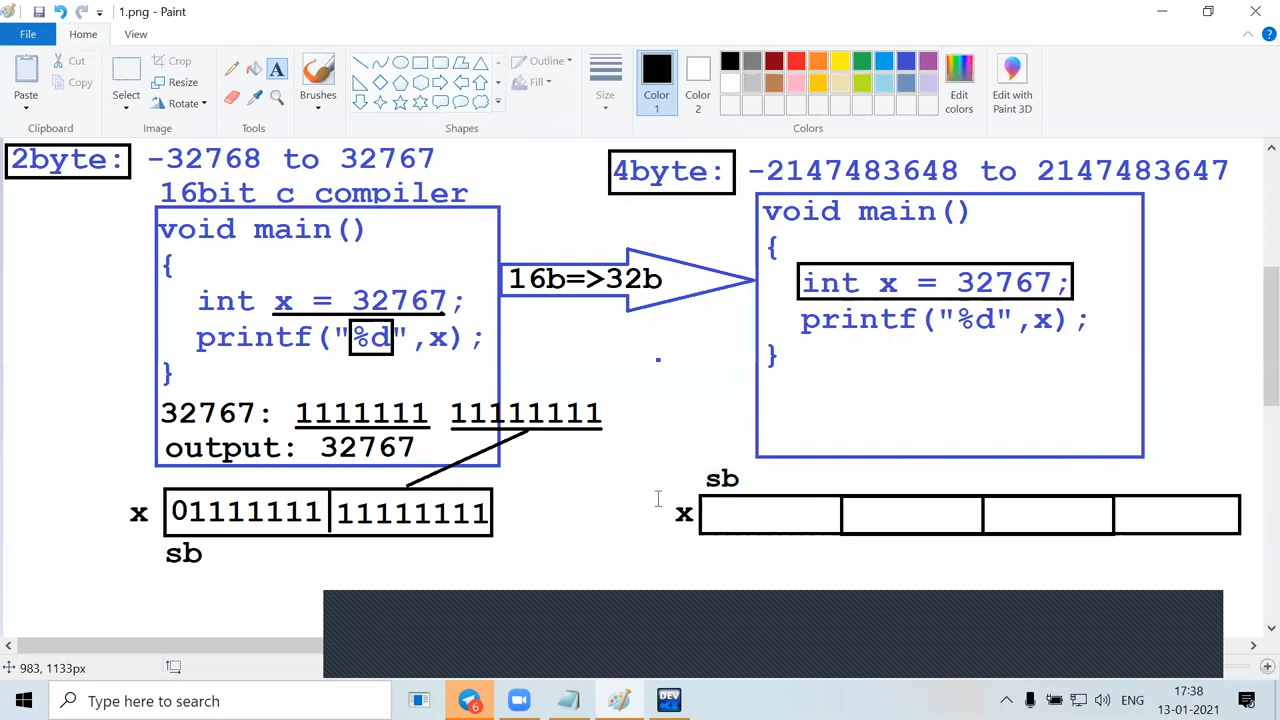 1.png - Paint
File Home View
Paste
Cut
Copy
Clipboard
Select
Crop
Resize
Rotate
Image
A
Tools
Brushes
Outline
Fill
Shapes
Size
Color 1
Color 2
Edit colors
Edit with Paint 3D
Colors
2byte: -32768 to 32767
16bit c compiler
void main()
{
int x = 32767;
printf("%d",x);
}
32767: 1111111 11111111
output: 32767
x 01111111 11111111
sb
16b=>32b
4byte: -2147483648 to 2147483647
void main()
{
int x = 32767;
printf("%d",x);
}
sb
x
983, 1133px
Type here to search
6
DEV
ENG
17:38
13-01-2021